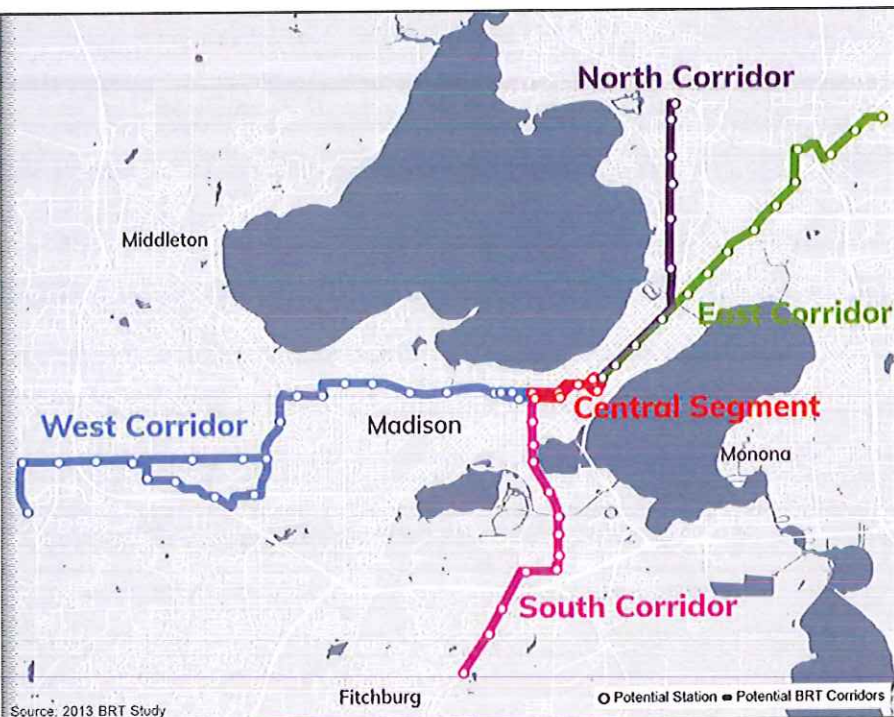 North Corridor
Middleton
East Corridor
Central Segment
West Corridor
Madison
Monona
South Corridor
Fitchburg
Potential Station Potential BRT Corridors
Source: 2013 BRT Study